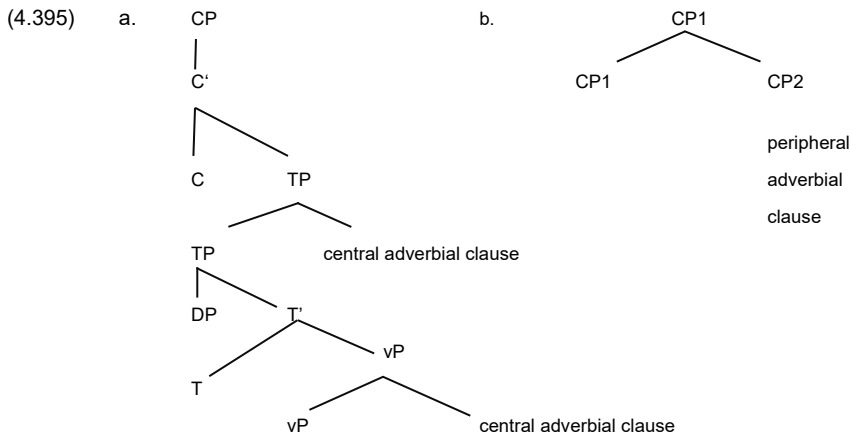 (4.395) a. CP b. CP1
C‘ CP1 CP2
peripheral
C TP adverbial
clause
TP central adverbial clause
DP T’
vP
T
vP central adverbial clause